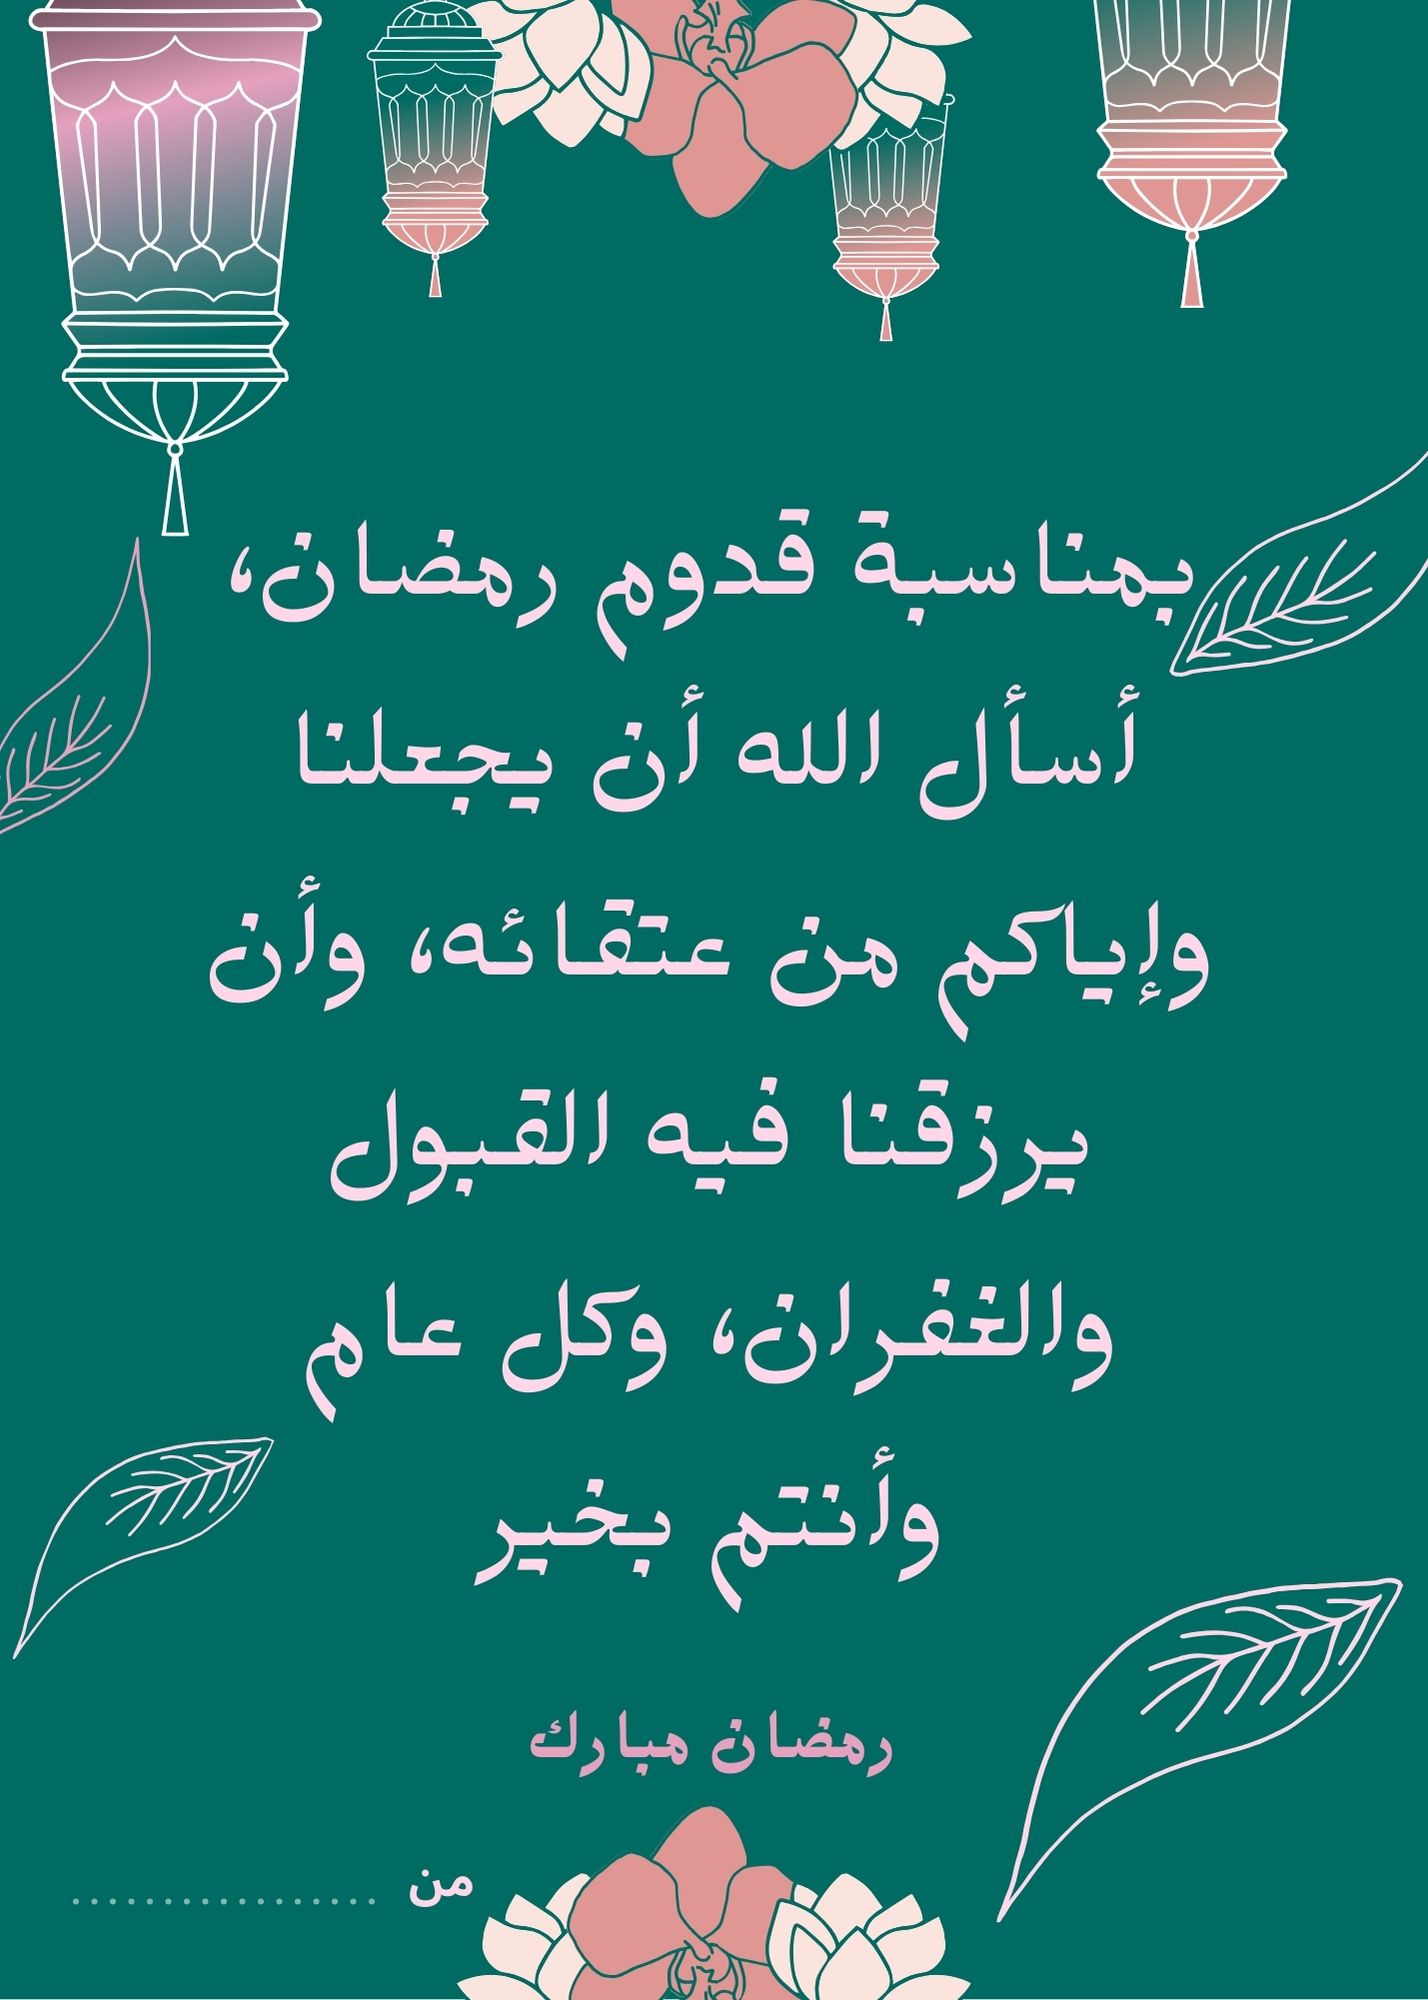 بمناسبة قدوم رمضان،
أسأل الله أن يجعلنا
وإياكم من عتقائه، وأن
يرزقنا فيه القبول
والغفران، وكل عام
وأنتم بخير
رمضان مبارك
من ..................